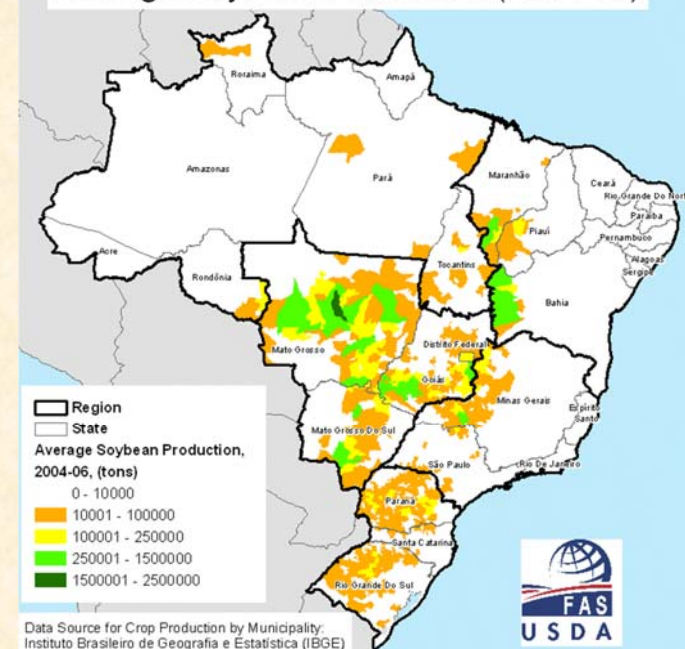 Roraima
Amapá
Amazonas
Pará
Maranhão
Ceará
Rio Grande Do Nort
Paraíba
Piauí
Pernambuco
Alagoas
Sergipe
Acre
Rondônia
Tocantins
Bahia
Mato Grosso
Distrito Federal
Goiás
Minas Gerais
Espirito
Santo
Mato Grosso Do Sul
São Paulo
Rio De Janeiro
Paraná
Santa Catarina
Rio Grande Do Sul
Region
State
Average Soybean Production,
2004-06, (tons)
0 - 10000
10001 - 100000
100001 - 250000
250001 - 1500000
1500001 - 2500000
FAS
USDA
Data Source for Crop Production by Municipality:
Instituto Brasileiro de Geografia e Estatística (IBGE)